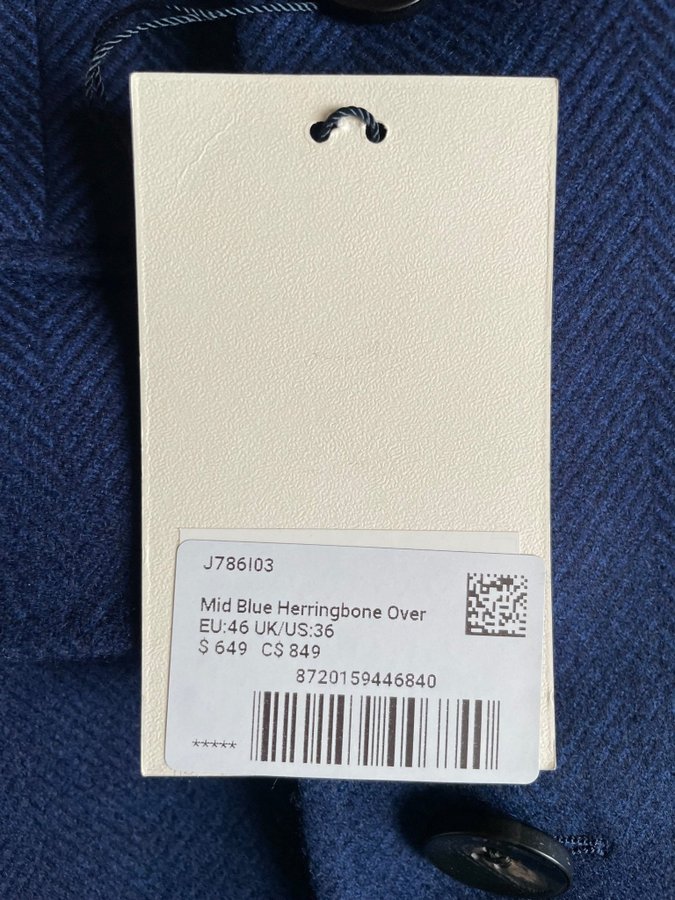 J786I03
Mid Blue Herringbone Over
EU:46 UK/US:36
$ 649 C$ 849
8720159446840
*****